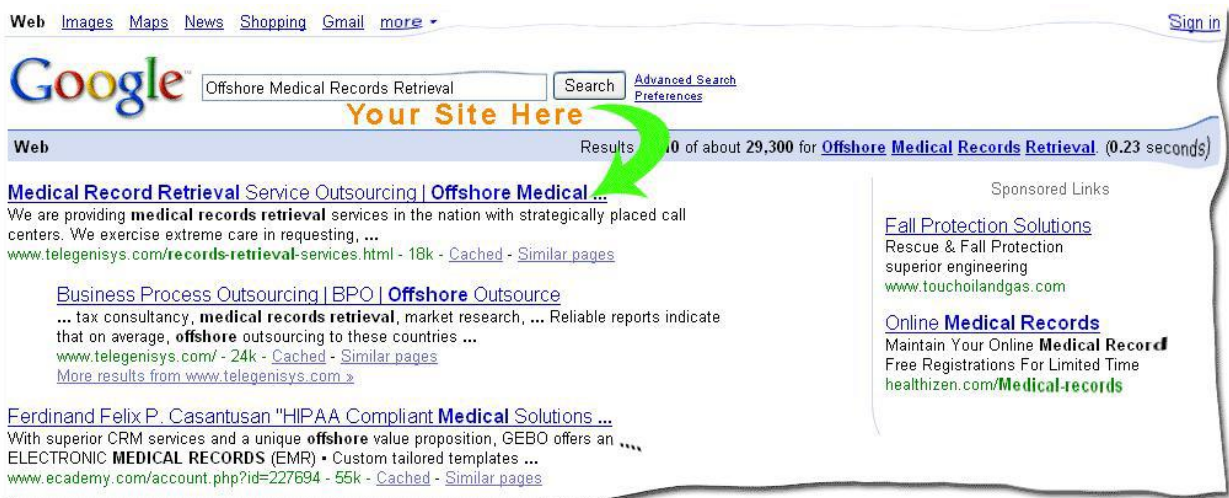 Web Images Maps News Shopping Gmail more
Sign in
Google Offshore Medical Records Retrieval Search Advanced Search
Preferences
Your Site Here
Web Results 10 of about 29,300 for Offshore Medical Records Retrieval. (0.23 seconds)
Medical Record Retrieval Service Outsourcing | Offshore Medical ...
We are providing medical records retrieval services in the nation with strategically placed call
centers. We exercise extreme care in requesting, ...
www.telegenisys.com/records-retrieval-services.html - 18k - Cached - Similar pages
Business Process Outsourcing | BPO | Offshore Outsource
... tax consultancy, medical records retrieval, market research, ... Reliable reports indicate
that on average, offshore outsourcing to these countries ...
www.telegenisys.com/ - 24k - Cached - Similar pages
More results from www.telegenisys.com »
Ferdinand Felix P. Casantusan "HIPAA Compliant Medical Solutions ...
With superior CRM services and a unique offshore value proposition, GEBO offers an ....
ELECTRONIC MEDICAL RECORDS (EMR) • Custom tailored templates ...
www.ecademy.com/account.php?id=227694 - 55k - Cached - Similar pages
Sponsored Links
Fall Protection Solutions
Rescue & Fall Protection
superior engineering
www.touchoilandgas.com
Online Medical Records
Maintain Your Online Medical Record
Free Registrations For Limited Time
healthizen.com/Medical-records